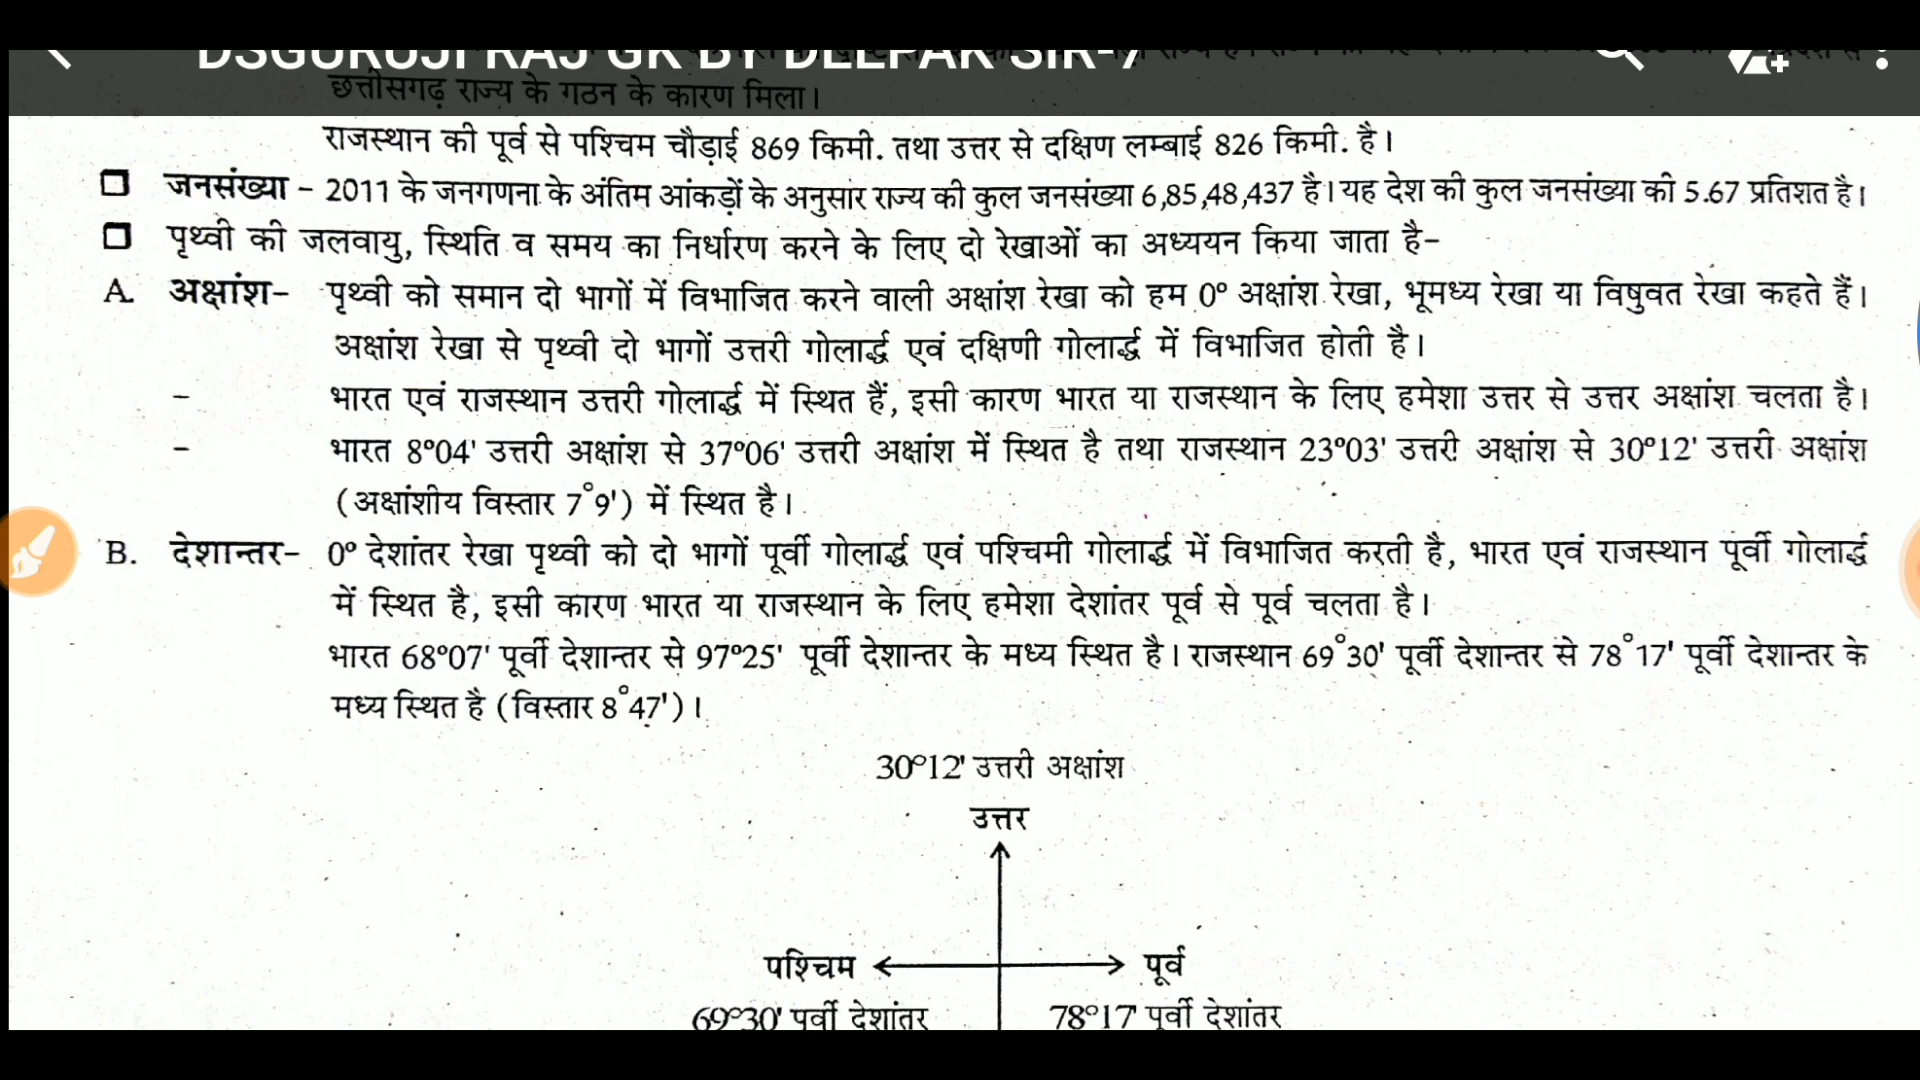 DSGURUJI RAJ GK BY DEEPAK SIR-7
छत्तीसगढ़ राज्य के गठन के कारण मिला।
राजस्थान की पूर्व से पश्चिम चौड़ाई 869 किमी. तथा उत्तर से दक्षिण लम्बाई 826 किमी. है।
जनसंख्या – 2011 के जनगणना के अंतिम आंकड़ों के अनुसार राज्य की कुल जनसंख्या 6,85,48,437 है। यह देश की कुल जनसंख्या की 5.67 प्रतिशत है।
पृथ्वी की जलवायु, स्थिति व समय का निर्धारण करने के लिए दो रेखाओं का अध्ययन किया जाता है–
A. अक्षांश– पृथ्वी को समान दो भागों में विभाजित करने वाली अक्षांश रेखा को हम 0° अक्षांश रेखा, भूमध्य रेखा या विषुवत रेखा कहते हैं।
अक्षांश रेखा से पृथ्वी दो भागों उत्तरी गोलार्द्ध एवं दक्षिणी गोलार्द्ध में विभाजित होती है।
– भारत एवं राजस्थान उत्तरी गोलार्द्ध में स्थित हैं, इसी कारण भारत या राजस्थान के लिए हमेशा उत्तर से उत्तर अक्षांश चलता है।
– भारत 8°04' उत्तरी अक्षांश से 37°06' उत्तरी अक्षांश में स्थित है तथा राजस्थान 23°03' उत्तरी अक्षांश से 30°12' उत्तरी अक्षांश
(अक्षांशीय विस्तार 7°9') में स्थित है।
B. देशान्तर– 0° देशांतर रेखा पृथ्वी को दो भागों पूर्वी गोलार्द्ध एवं पश्चिमी गोलार्द्ध में विभाजित करती है, भारत एवं राजस्थान पूर्वी गोलार्द्ध
में स्थित है, इसी कारण भारत या राजस्थान के लिए हमेशा देशांतर पूर्व से पूर्व चलता है।
भारत 68°07' पूर्वी देशान्तर से 97°25' पूर्वी देशान्तर के मध्य स्थित है। राजस्थान 69°30' पूर्वी देशान्तर से 78°17' पूर्वी देशान्तर के
मध्य स्थित है (विस्तार 8°47')।
30°12' उत्तरी अक्षांश
उत्तर
पश्चिम पूर्व
69°30' पूर्वी देशांतर 78°17' पूर्वी देशांतर